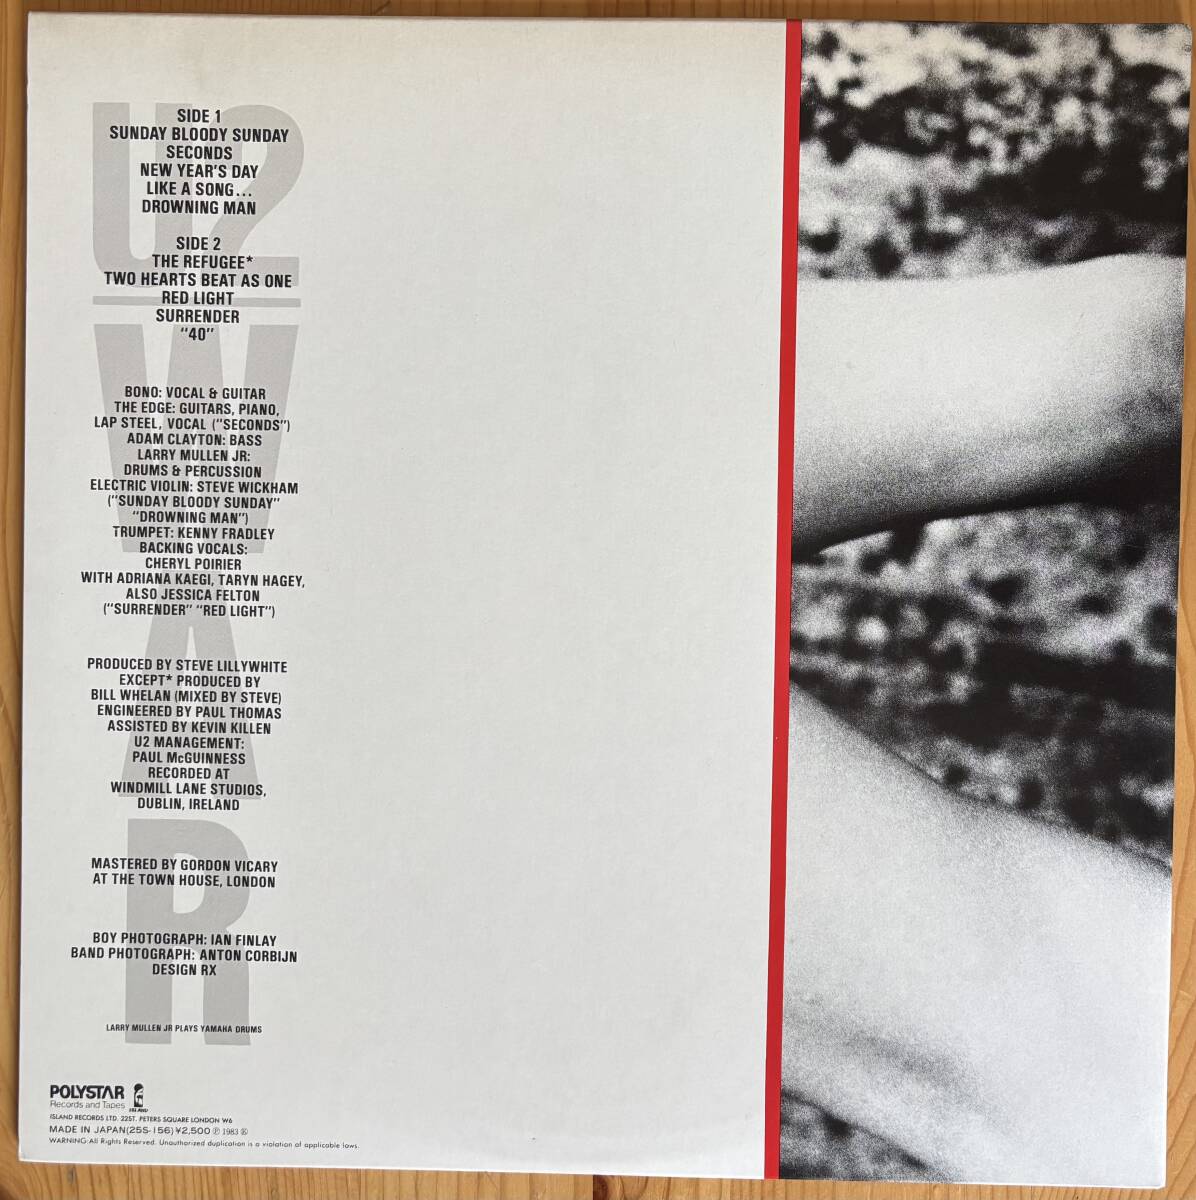 U2
WAR
SIDE 1
SUNDAY BLOODY SUNDAY
SECONDS
NEW YEAR'S DAY
LIKE A SONG...
DROWNING MAN
SIDE 2
THE REFUGEE*
TWO HEARTS BEAT AS ONE
RED LIGHT
SURRENDER
"40"
BONO: VOCAL & GUITAR
THE EDGE: GUITARS, PIANO,
LAP STEEL, VOCAL ("SECONDS")
ADAM CLAYTON: BASS
LARRY MULLEN JR:
DRUMS & PERCUSSION
ELECTRIC VIOLIN: STEVE WICKHAM
("SUNDAY BLOODY SUNDAY"
"DROWNING MAN")
TRUMPET: KENNY FRADLEY
BACKING VOCALS:
CHERYL POIRIER
WITH ADRIANA KAEGI, TARYN HAGEY,
ALSO JESSICA FELTON
("SURRENDER" "RED LIGHT")
PRODUCED BY STEVE LILLYWHITE
EXCEPT* PRODUCED BY
BILL WHELAN (MIXED BY STEVE)
ENGINEERED BY PAUL THOMAS
ASSISTED BY KEVIN KILLEN
U2 MANAGEMENT:
PAUL McGUINNESS
RECORDED AT
WINDMILL LANE STUDIOS,
DUBLIN, IRELAND
MASTERED BY GORDON VICARY
AT THE TOWN HOUSE, LONDON
BOY PHOTOGRAPH: IAN FINLAY
BAND PHOTOGRAPH: ANTON CORBIJN
DESIGN RX
LARRY MULLEN JR PLAYS YAMAHA DRUMS
POLYSTAR
Records and Tapes
ISLAND
ISLAND RECORDS LTD. 22ST. PETERS SQUARE LONDON W6
MADE IN JAPAN(25S-156)¥2,500 Ⓟ 1983 Ⓡ
WARNING:All Rights Reserved. Unauthorized duplication is a violation of applicable laws.